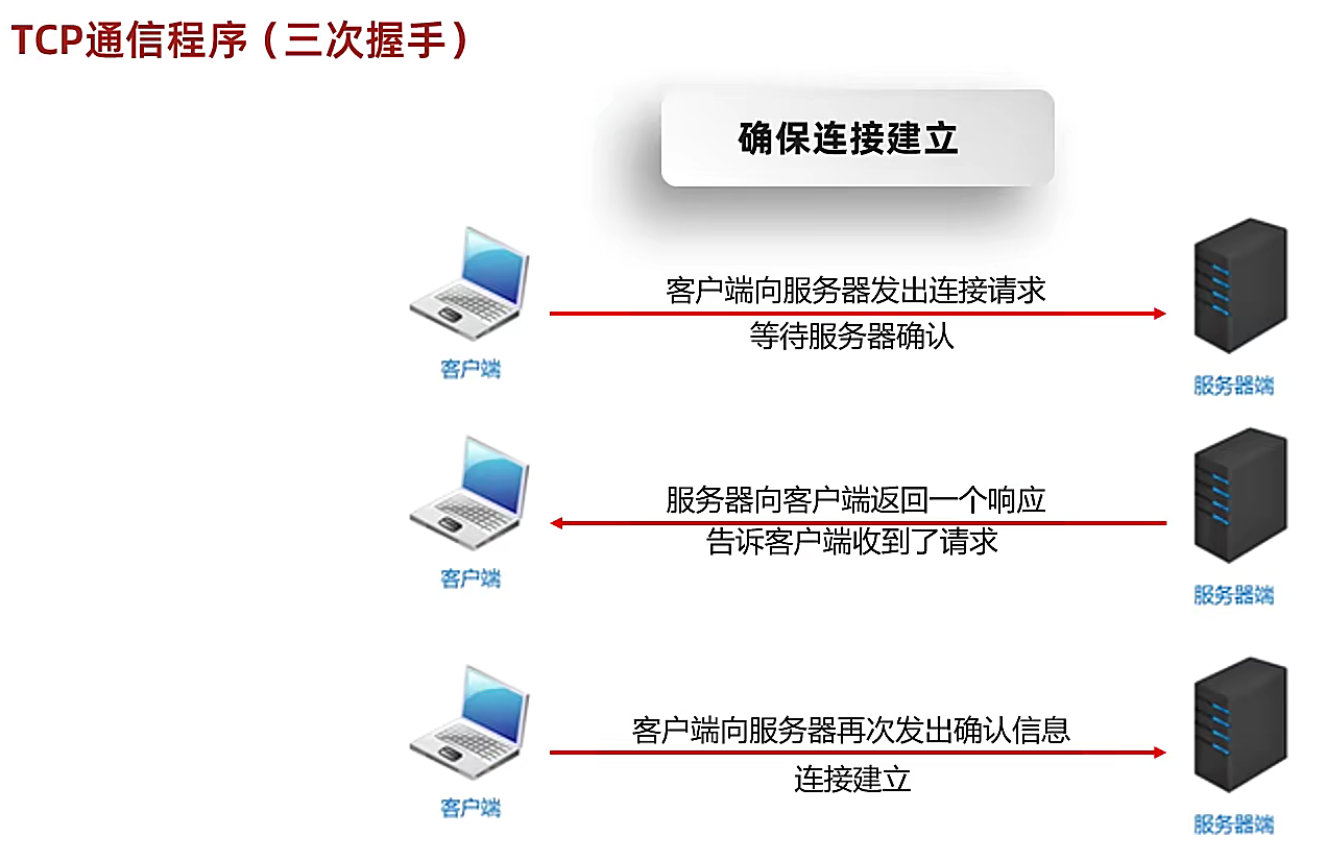 TCP通信程序（三次握手）
确保连接建立
客户端向服务器发出连接请求
等待服务器确认
客户端
服务器端
服务器向客户端返回一个响应
告诉客户端收到了请求
客户端
服务器端
客户端向服务器再次发出确认信息
连接建立
客户端
服务器端